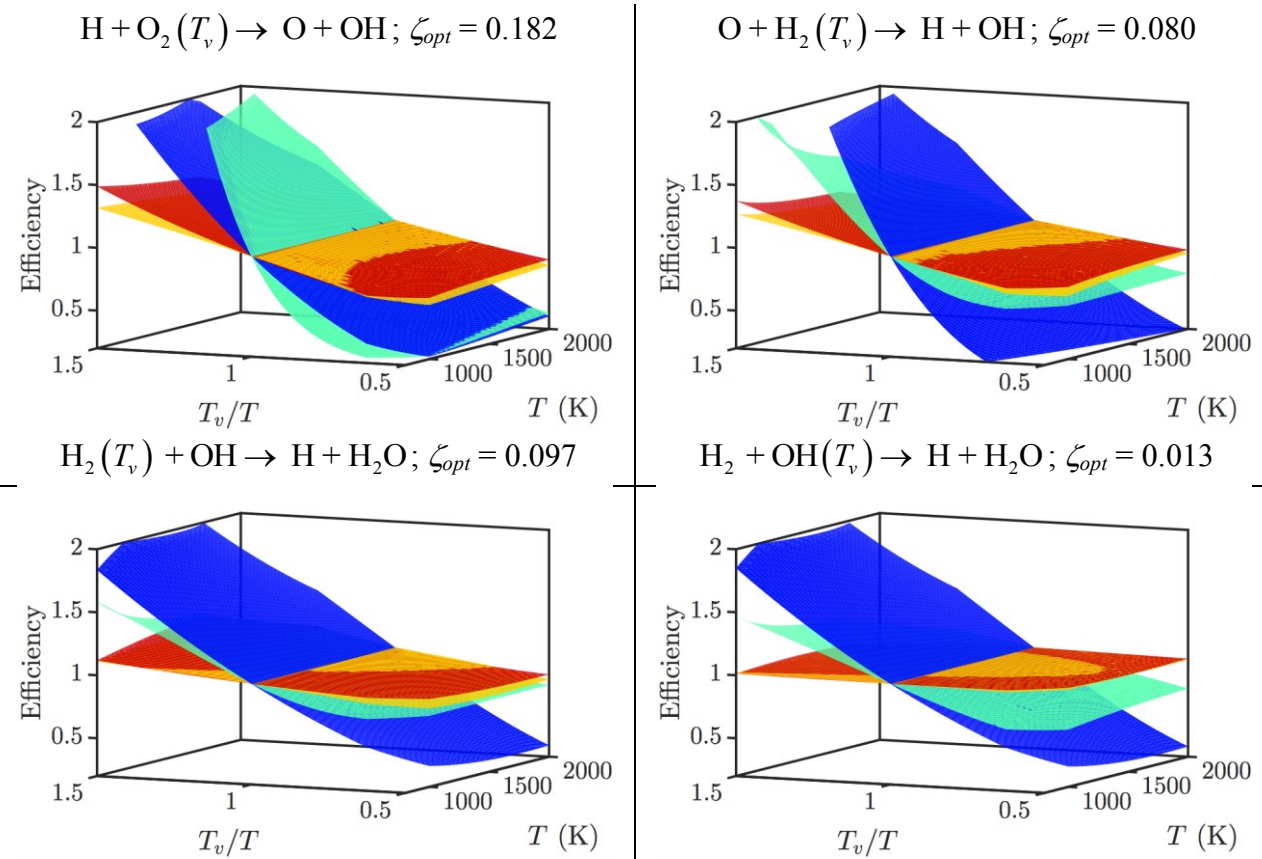 H + O₂(Tᵥ) → O + OH ; ζₒₚₜ = 0.182
2
1.5
1
0.5
Efficiency
1.5
1
0.5
1000
1500
2000
Tᵥ/T
T (K)
O + H₂(Tᵥ) → H + OH ; ζₒₚₜ = 0.080
2
1.5
1
0.5
Efficiency
1.5
1
0.5
1000
1500
2000
Tᵥ/T
T (K)
H₂(Tᵥ) + OH → H + H₂O ; ζₒₚₜ = 0.097
2
1.5
1
0.5
Efficiency
1.5
1
0.5
1000
1500
2000
Tᵥ/T
T (K)
H₂ + OH(Tᵥ) → H + H₂O ; ζₒₚₜ = 0.013
2
1.5
1
0.5
Efficiency
1.5
1
0.5
1000
1500
2000
Tᵥ/T
T (K)